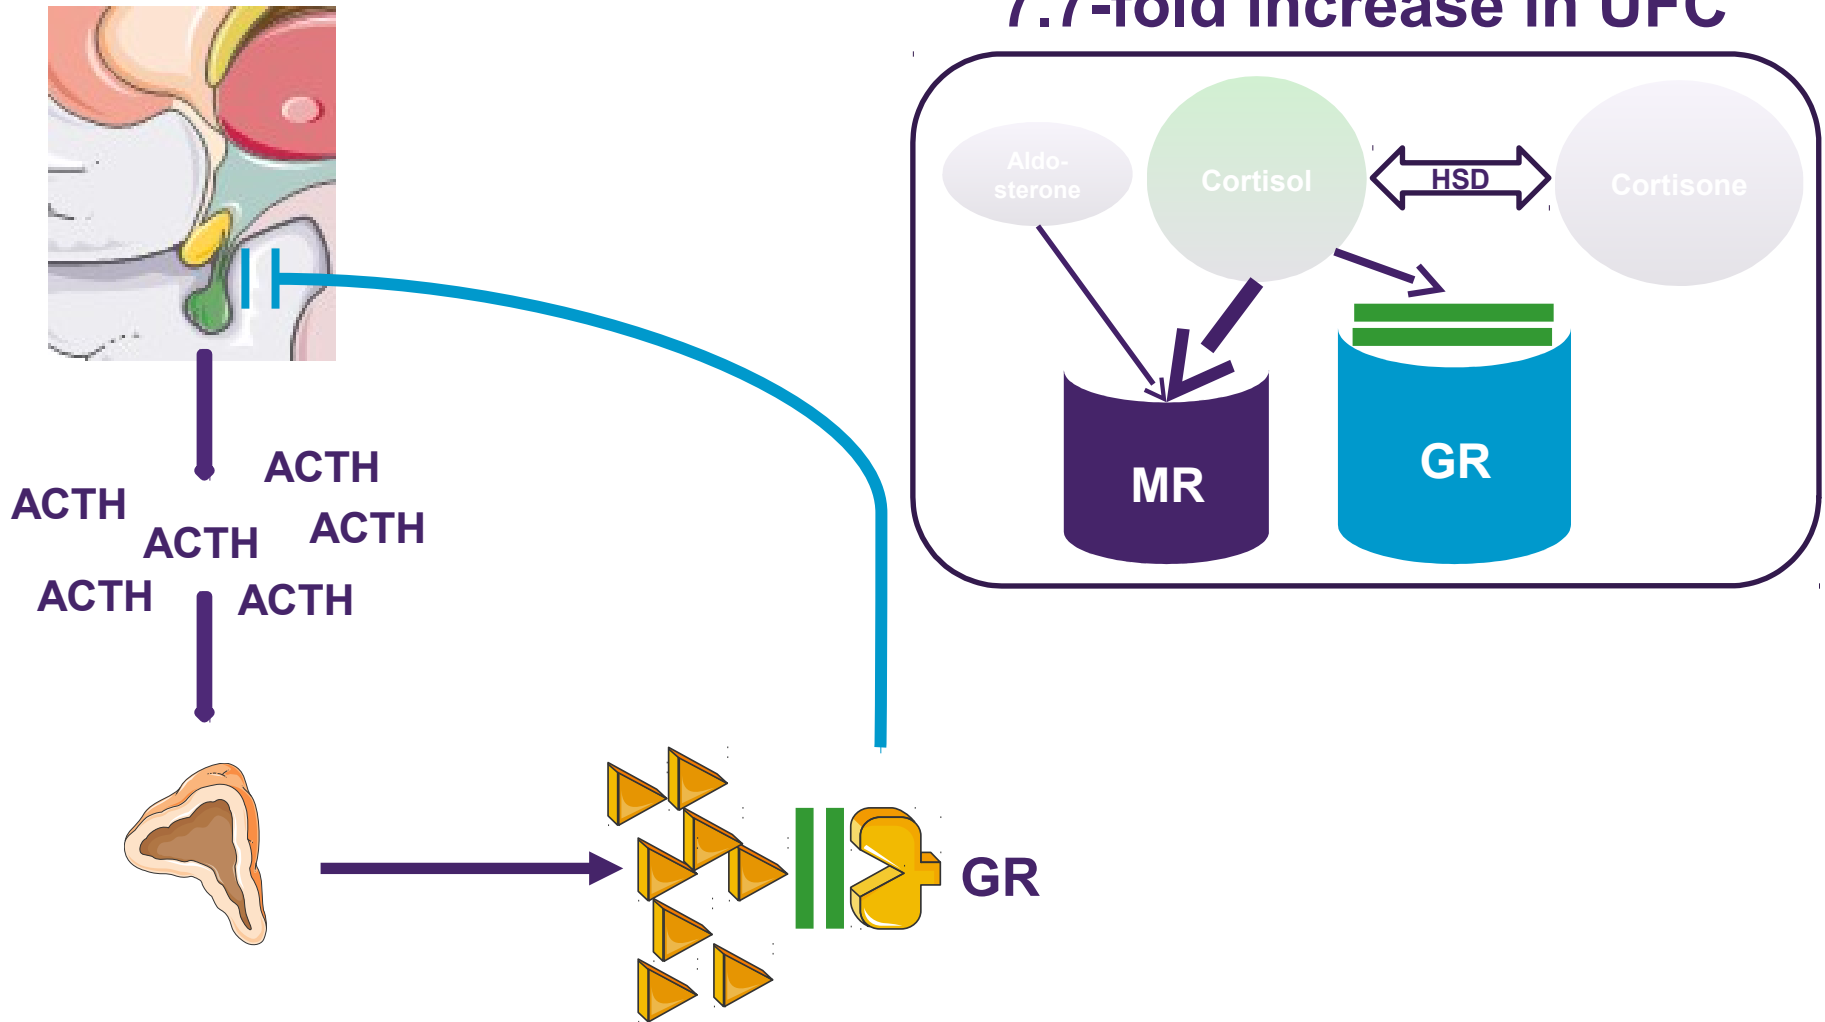 7.7-fold increase in UFC
Aldo-
sterone
Cortisol
HSD
Cortisone
MR
GR
ACTH
ACTH
ACTH
ACTH
ACTH
ACTH
GR